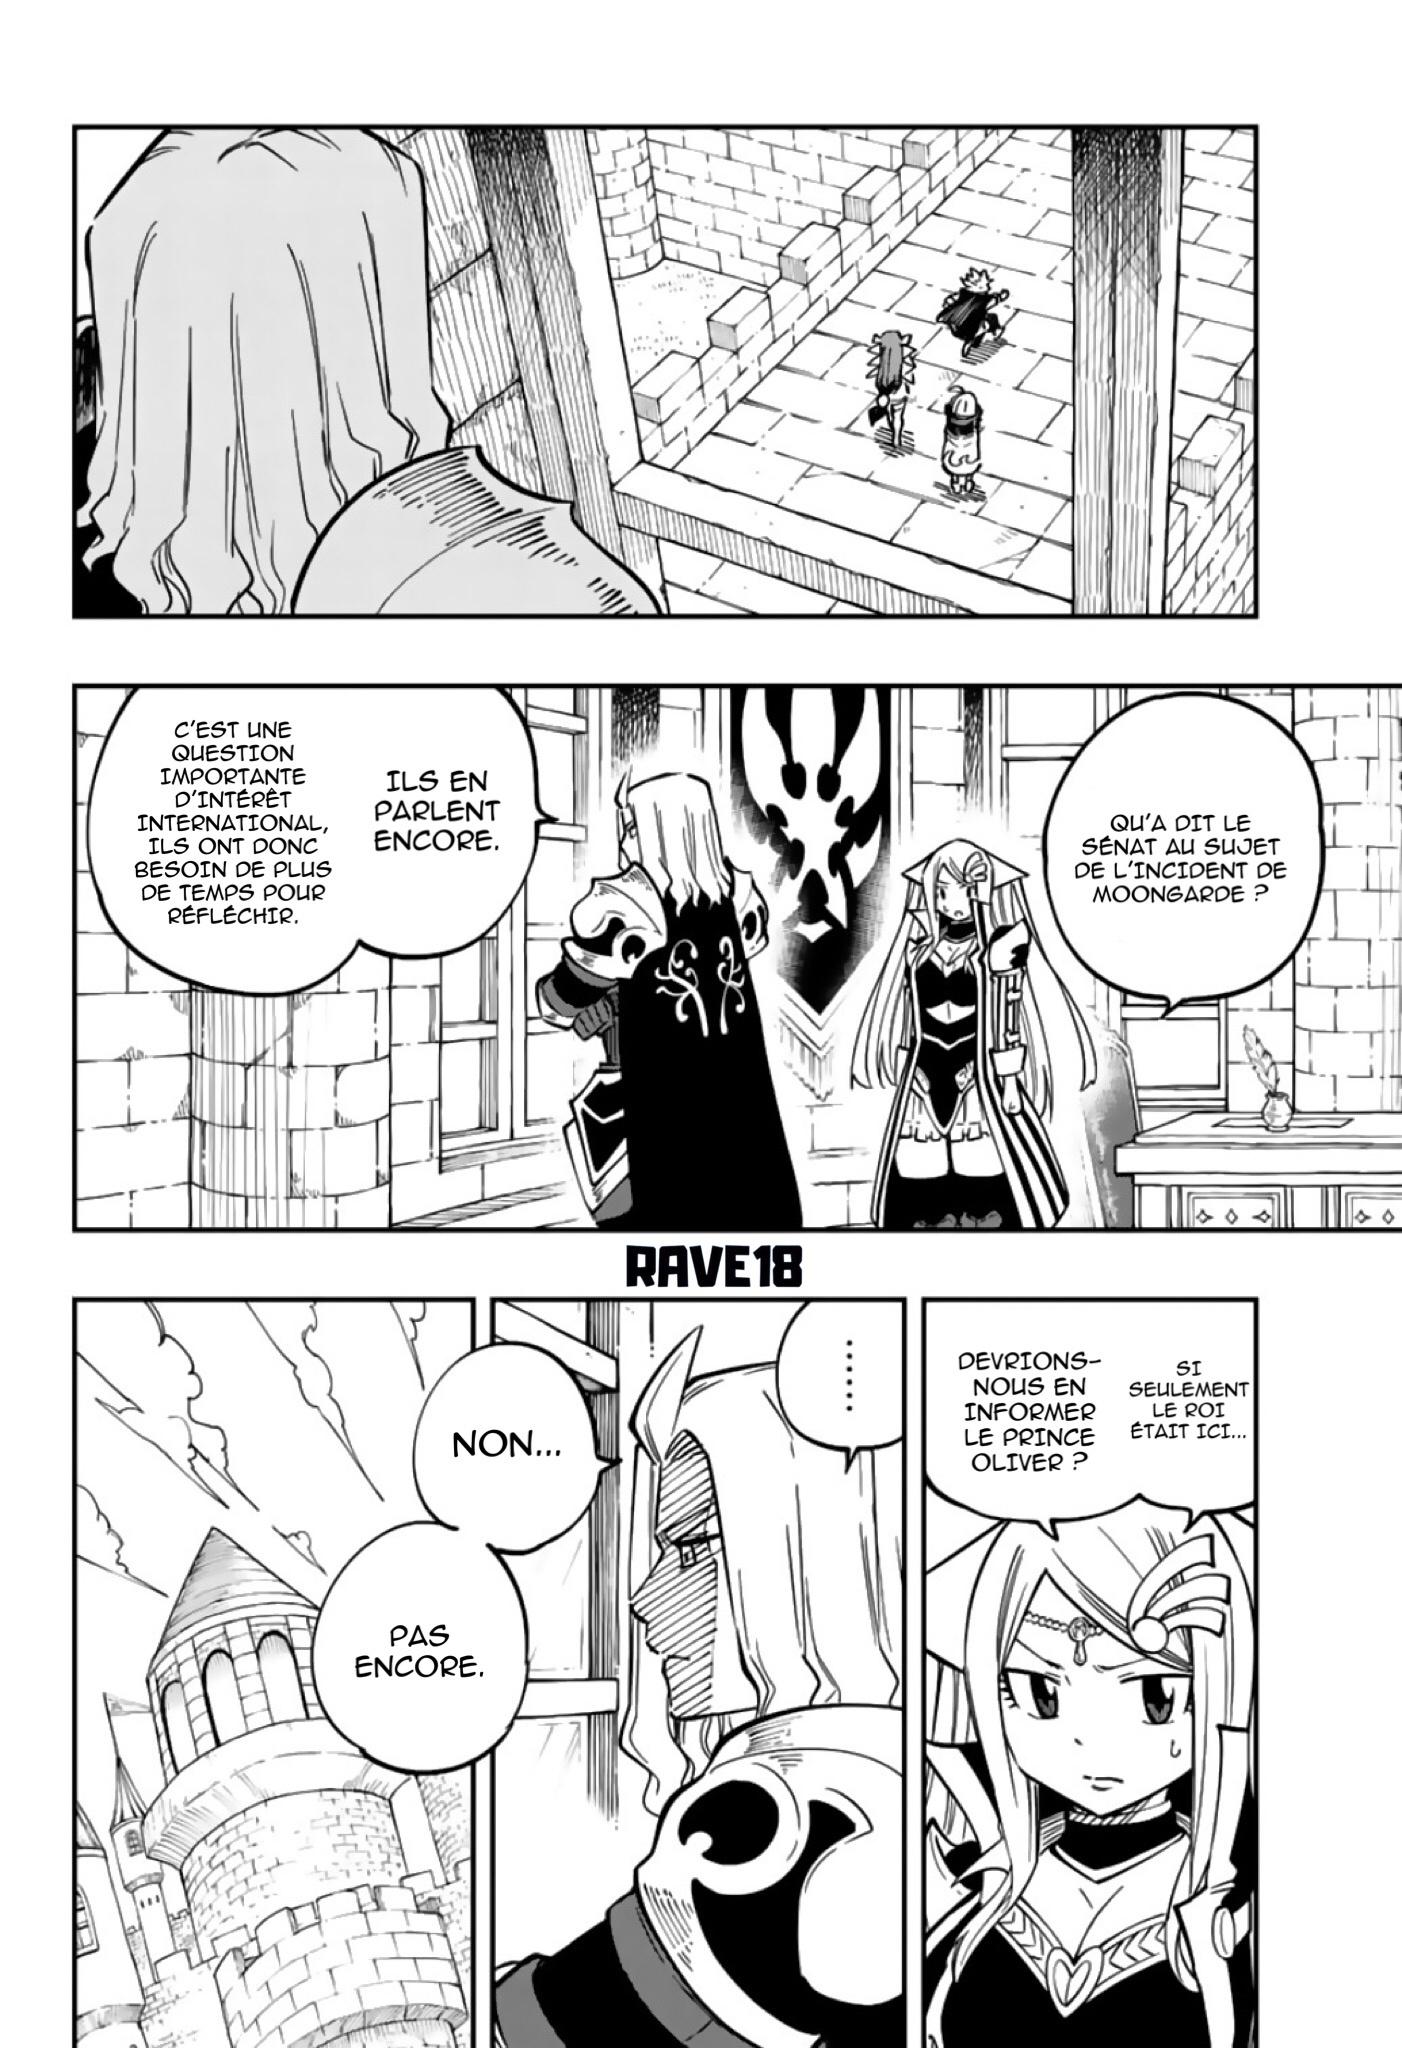 QU'A DIT LE
SÉNAT AU SUJET
DE L'INCIDENT DE
MOONGARDE ?
ILS EN
PARLENT
ENCORE.
C'EST UNE
QUESTION
IMPORTANTE
D'INTÉRÊT
INTERNATIONAL,
ILS ONT DONC
BESOIN DE PLUS
DE TEMPS POUR
RÉFLÉCHIR.
RAVE18
SI
SEULEMENT
LE ROI
ÉTAIT ICI...
DEVRIONS-
NOUS EN
INFORMER
LE PRINCE
OLIVER ?
......
NON...
PAS
ENCORE.